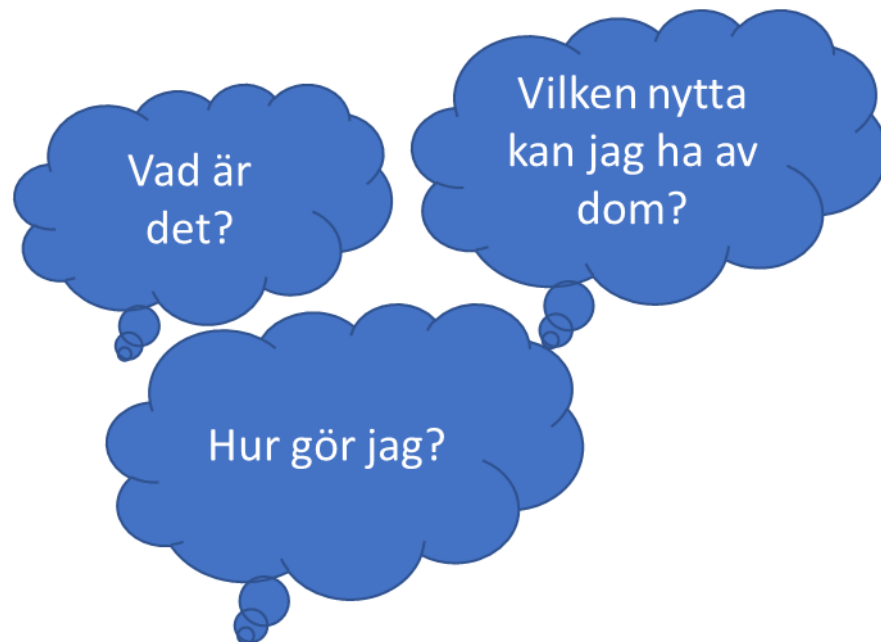 Vad är
det?
Vilken nytta
kan jag ha av
dom?
Hur gör jag?